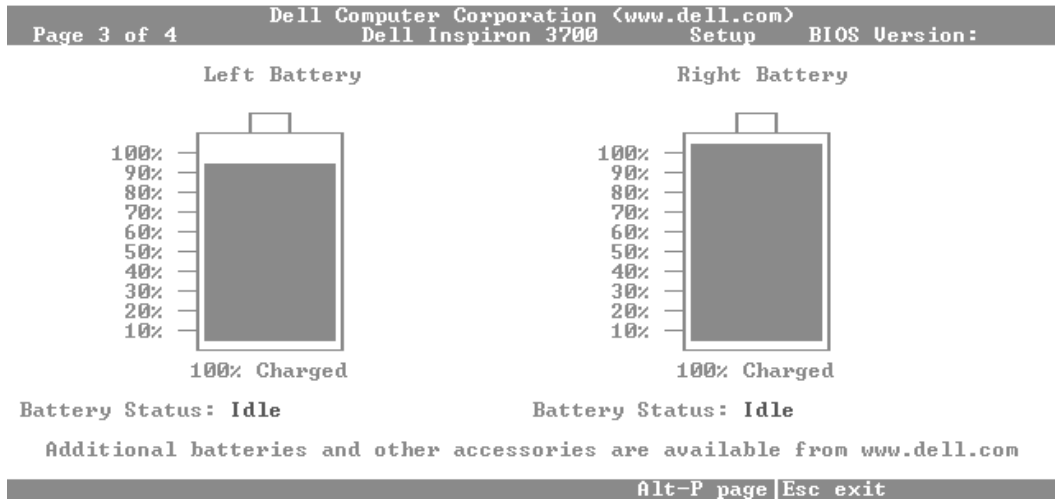 Dell Computer Corporation (www.dell.com)
Page 3 of 4 Dell Inspiron 3700 Setup BIOS Version:
Left Battery Right Battery
100% 100%
90% 90%
80% 80%
70% 70%
60% 60%
50% 50%
40% 40%
30% 30%
20% 20%
10% 10%
100% Charged 100% Charged
Battery Status: Idle Battery Status: Idle
Additional batteries and other accessories are available from www.dell.com
Alt-P page|Esc exit